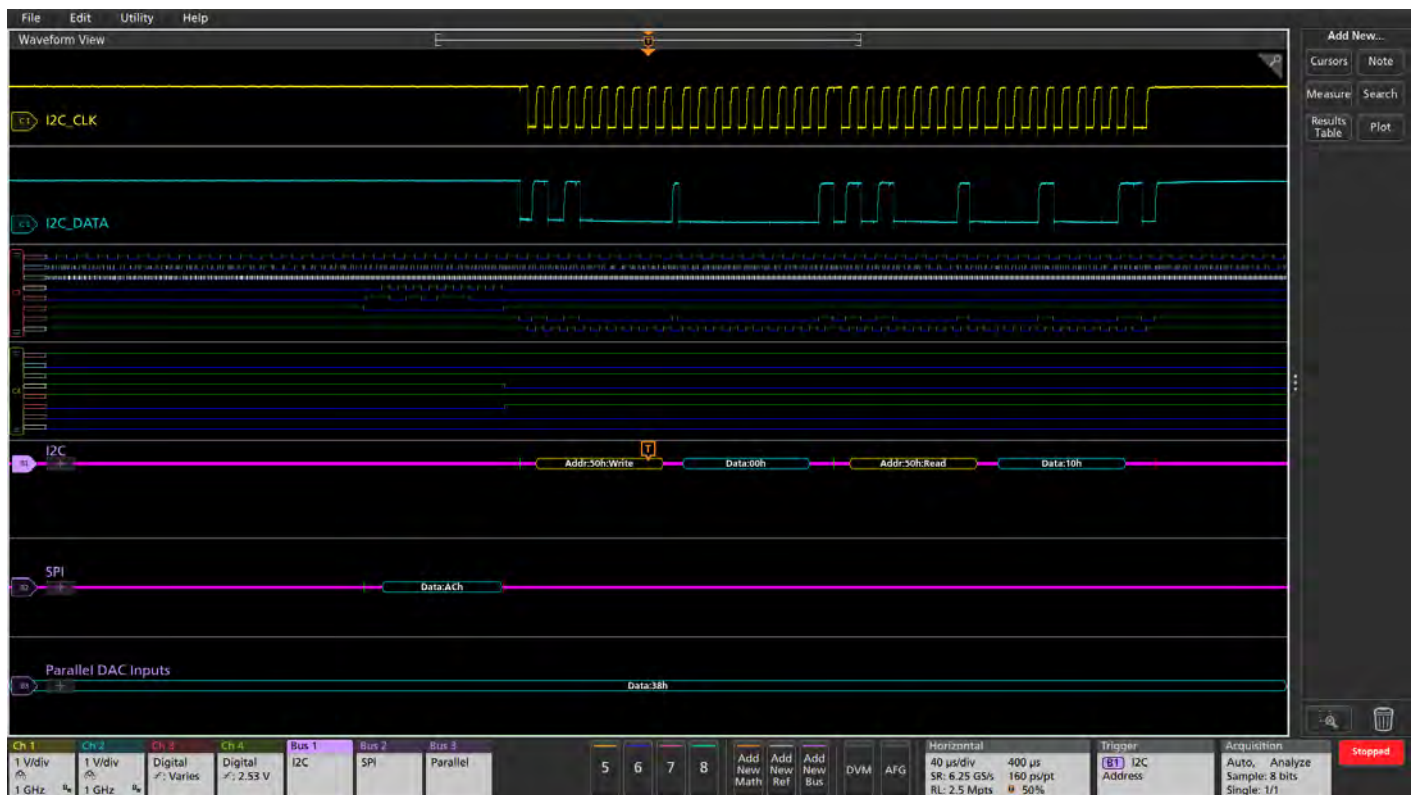 File Edit Utility Help
Waveform View
Add New...
Cursors Note
Measure Search
Results Table Plot
C1 I2C_CLK
I2C_DATA
I2C
T
Addr:50h:Write Data:00h Addr:50h:Read Data:10h
SPI
Data:ACh
Parallel DAC Inputs
Data:38h
Ch 1
1 V/div
1 GHz
Ch 2
1 V/div
1 GHz
Ch 3
Digital
: Varies
Ch 4
Digital
: 2.53 V
Bus 1
I2C
Bus 2
SPI
Bus 3
Parallel
5 6 7 8
Add New Math
Add New Ref
Add New Bus
DVM AFG
Horizontal
40 µs/div 400 µs
SR: 6.25 GS/s 160 ps/pt
RL: 2.5 Mpts 50%
Trigger
B1 I2C
Address
Acquisition
Auto, Analyze
Sample: 8 bits
Single: 1/1
Stopped